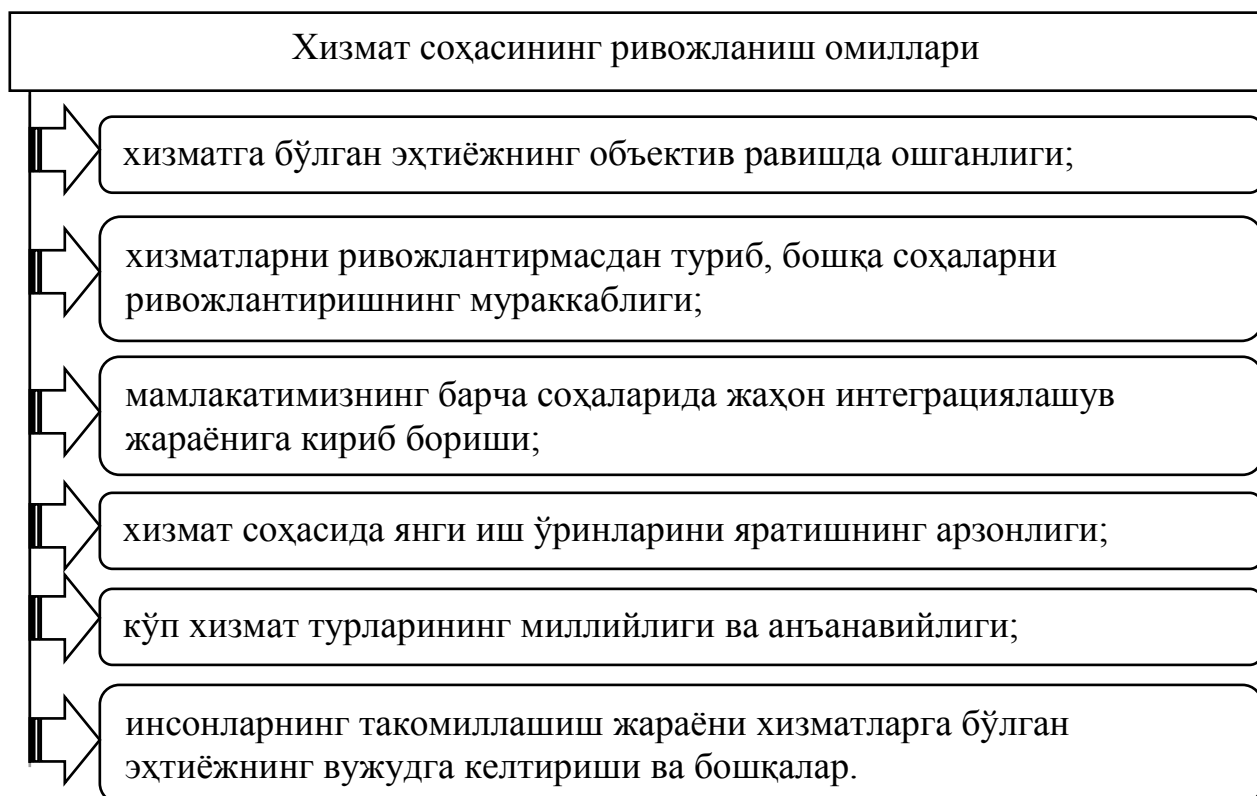 Хизмат соҳасининг ривожланиш омиллари
хизматга бўлган эҳтиёжнинг объектив равишда ошганлиги;
хизматларни ривожлантирмасдан туриб, бошқа соҳаларни
ривожлантиришнинг мураккаблиги;
мамлакатимизнинг барча соҳаларида жаҳон интеграциялашув
жараёнига кириб бориши;
хизмат соҳасида янги иш ўринларини яратишнинг арзонлиги;
кўп хизмат турларининг миллийлиги ва анъанавийлиги;
инсонларнинг такомиллашиш жараёни хизматларга бўлган
эҳтиёжнинг вужудга келтириши ва бошқалар.